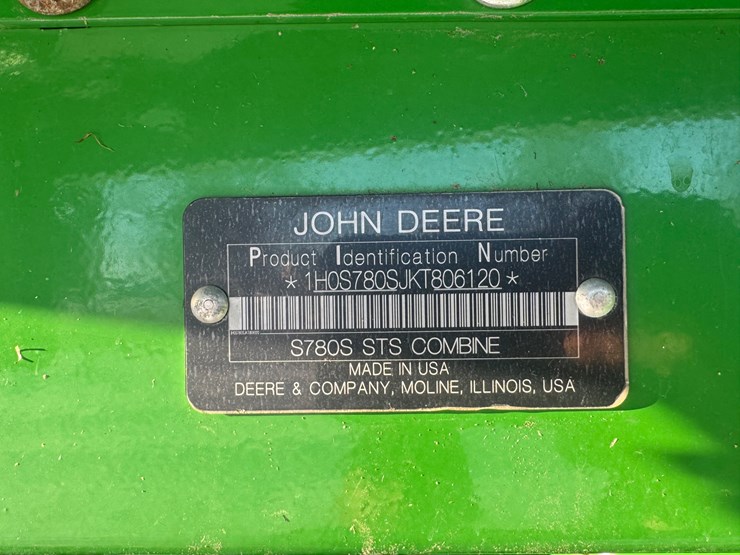 JOHN DEERE
Product Identification Number
* 1H0S780SJKT806120 *
S780S STS COMBINE
MADE IN USA
DEERE & COMPANY, MOLINE, ILLINOIS, USA